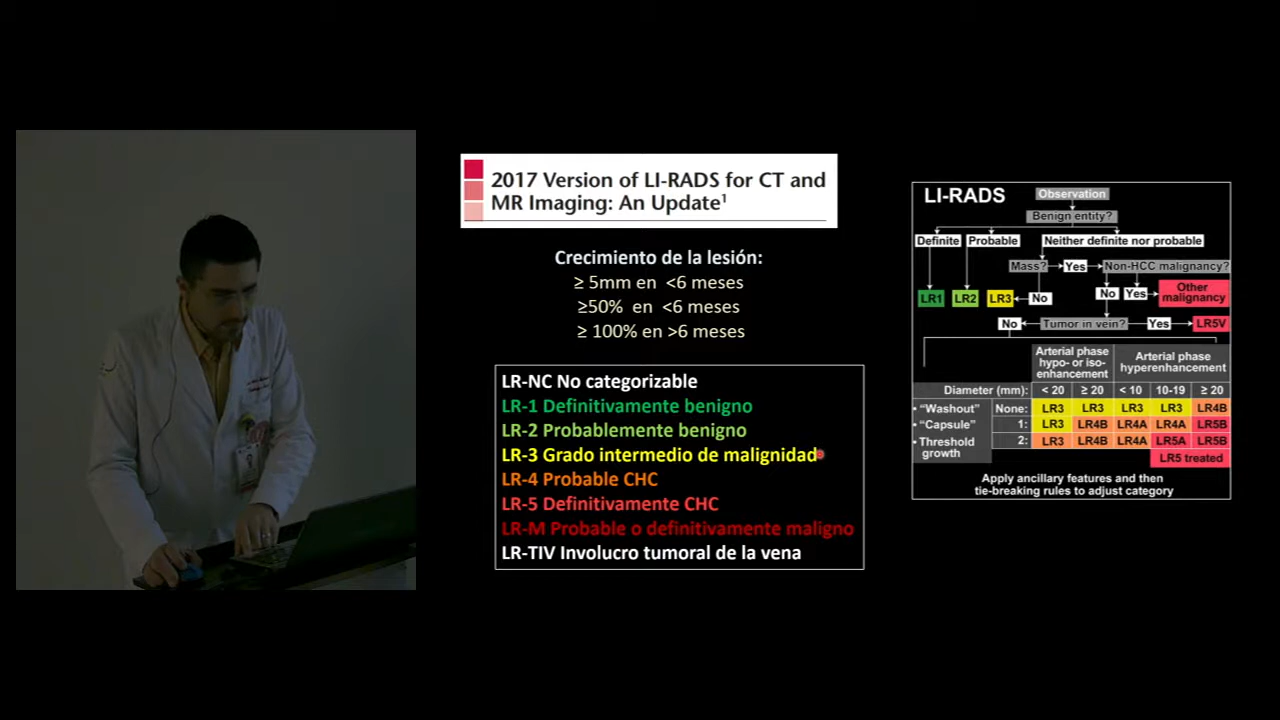 2017 Version of LI-RADS for CT and
MR Imaging: An Update1
Crecimiento de la lesión:
≥ 5mm en <6 meses
≥50% en <6 meses
≥ 100% en >6 meses
LR-NC No categorizable
LR-1 Definitivamente benigno
LR-2 Probablemente benigno
LR-3 Grado intermedio de malignidad
LR-4 Probable CHC
LR-5 Definitivamente CHC
LR-M Probable o definitivamente maligno
LR-TIV Involucro tumoral de la vena
LI-RADS
Observation
Benign entity?
Definite Probable Neither definite nor probable
Mass? Yes Non-HCC malignancy?
LR1 LR2 LR3 No No Yes Other
malignancy
No Tumor in vein? Yes LR5V
Arterial phase
hypo- or iso-
enhancement
Arterial phase
hyperenhancement
Diameter (mm): < 20 ≥ 20 < 10 10-19 ≥ 20
• “Washout” None: LR3 LR3 LR3 LR3 LR4B
• “Capsule” 1: LR3 LR4B LR4A LR4A LR5B
• Threshold
growth
2: LR3 LR4B LR4A LR5A LR5B
LR5 treated
Apply ancillary features and then
tie-breaking rules to adjust category